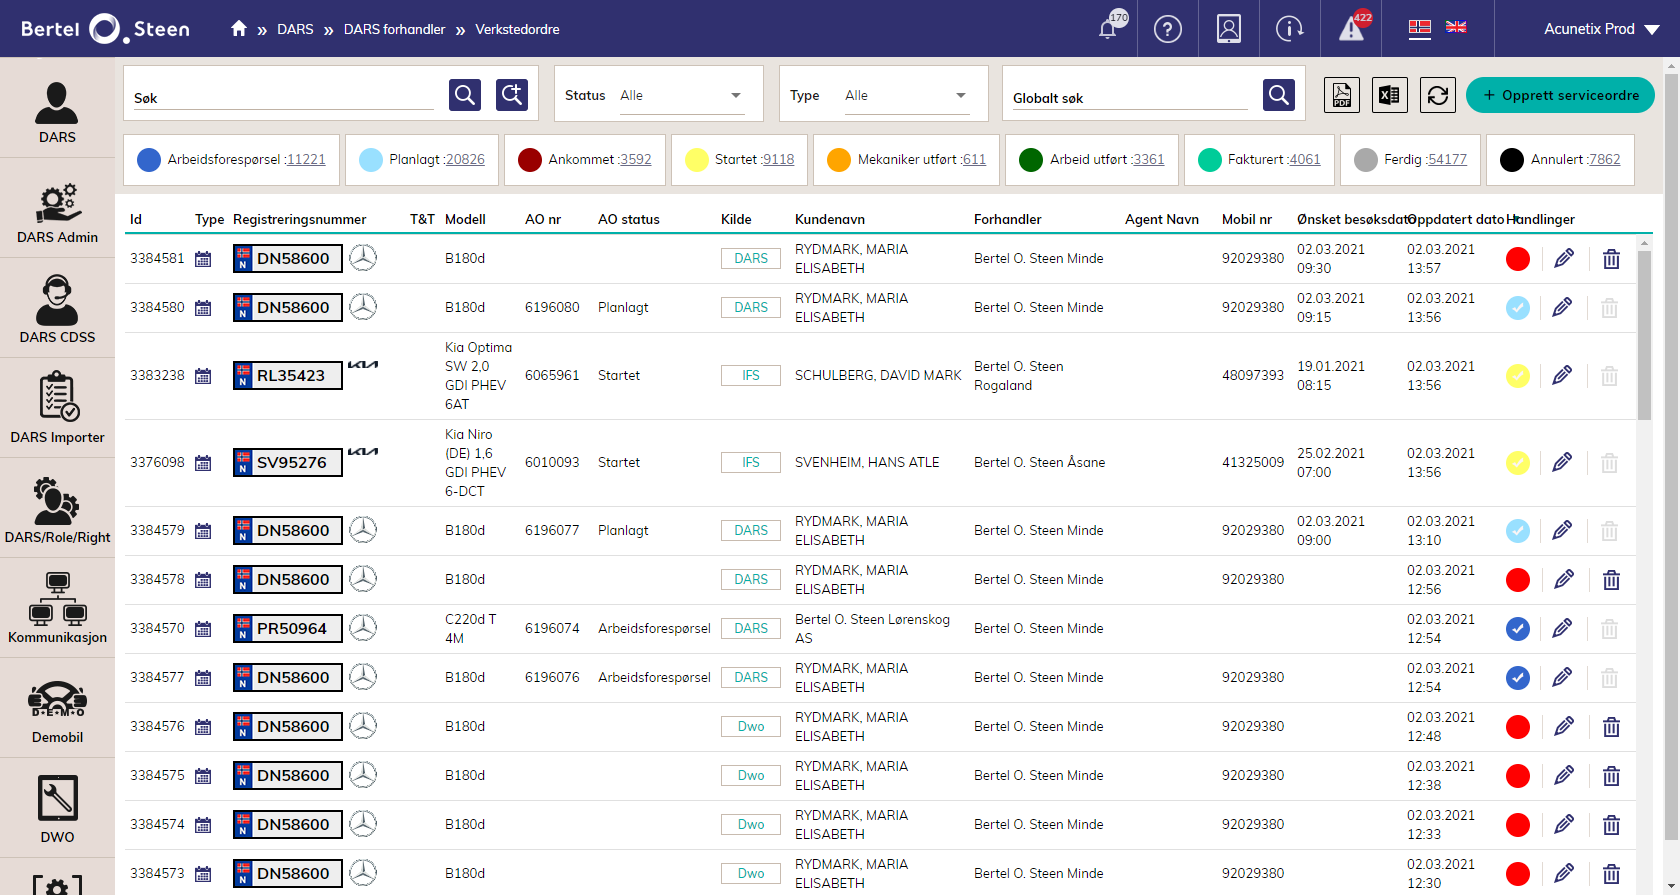 Bertel O. Steen
» DARS » DARS forhandler » Verkstedordre
170
422
Acunetix Prod
Søk
Status Alle
Type Alle
Globalt søk
PDF
+ Opprett serviceordre
Arbeidsforespørsel :11221
Planlagt :20826
Ankommet :3592
Startet :9118
Mekaniker utført :611
Arbeid utført :3361
Fakturert :4061
Ferdig :54177
Annulert :7862
DARS
DARS Admin
DARS CDSS
DARS Importer
DARS/Role/Right
Kommunikasjon
D·E·M·O
Demobil
DWO
Id Type Registreringsnummer T&T Modell AO nr AO status Kilde Kundenavn Forhandler Agent Navn Mobil nr Ønsket besøksdato Oppdatert dato Handlinger
3384581 N DN58600 B180d DARS RYDMARK, MARIA ELISABETH Bertel O. Steen Minde 92029380 02.03.2021 09:30 02.03.2021 13:57
3384580 N DN58600 B180d 6196080 Planlagt DARS RYDMARK, MARIA ELISABETH Bertel O. Steen Minde 92029380 02.03.2021 09:15 02.03.2021 13:56
3383238 N RL35423 KIA Kia Optima SW 2,0 GDI PHEV 6AT 6065961 Startet IFS SCHULBERG, DAVID MARK Bertel O. Steen Rogaland 48097393 19.01.2021 08:15 02.03.2021 13:56
3376098 N SV95276 KIA Kia Niro (DE) 1,6 GDI PHEV 6-DCT 6010093 Startet IFS SVENHEIM, HANS ATLE Bertel O. Steen Åsane 41325009 25.02.2021 07:00 02.03.2021 13:56
3384579 N DN58600 B180d 6196077 Planlagt DARS RYDMARK, MARIA ELISABETH Bertel O. Steen Minde 92029380 02.03.2021 09:00 02.03.2021 13:10
3384578 N DN58600 B180d DARS RYDMARK, MARIA ELISABETH Bertel O. Steen Minde 92029380 02.03.2021 12:56
3384570 N PR50964 C220d T 4M 6196074 Arbeidsforespørsel DARS Bertel O. Steen Lørenskog AS Bertel O. Steen Minde 02.03.2021 12:54
3384577 N DN58600 B180d 6196076 Arbeidsforespørsel DARS RYDMARK, MARIA ELISABETH Bertel O. Steen Minde 92029380 02.03.2021 12:54
3384576 N DN58600 B180d Dwo RYDMARK, MARIA ELISABETH Bertel O. Steen Minde 92029380 02.03.2021 12:48
3384575 N DN58600 B180d Dwo RYDMARK, MARIA ELISABETH Bertel O. Steen Minde 92029380 02.03.2021 12:38
3384574 N DN58600 B180d Dwo RYDMARK, MARIA ELISABETH Bertel O. Steen Minde 92029380 02.03.2021 12:33
3384573 N DN58600 B180d Dwo RYDMARK, MARIA ELISABETH Bertel O. Steen Minde 92029380 02.03.2021 12:30